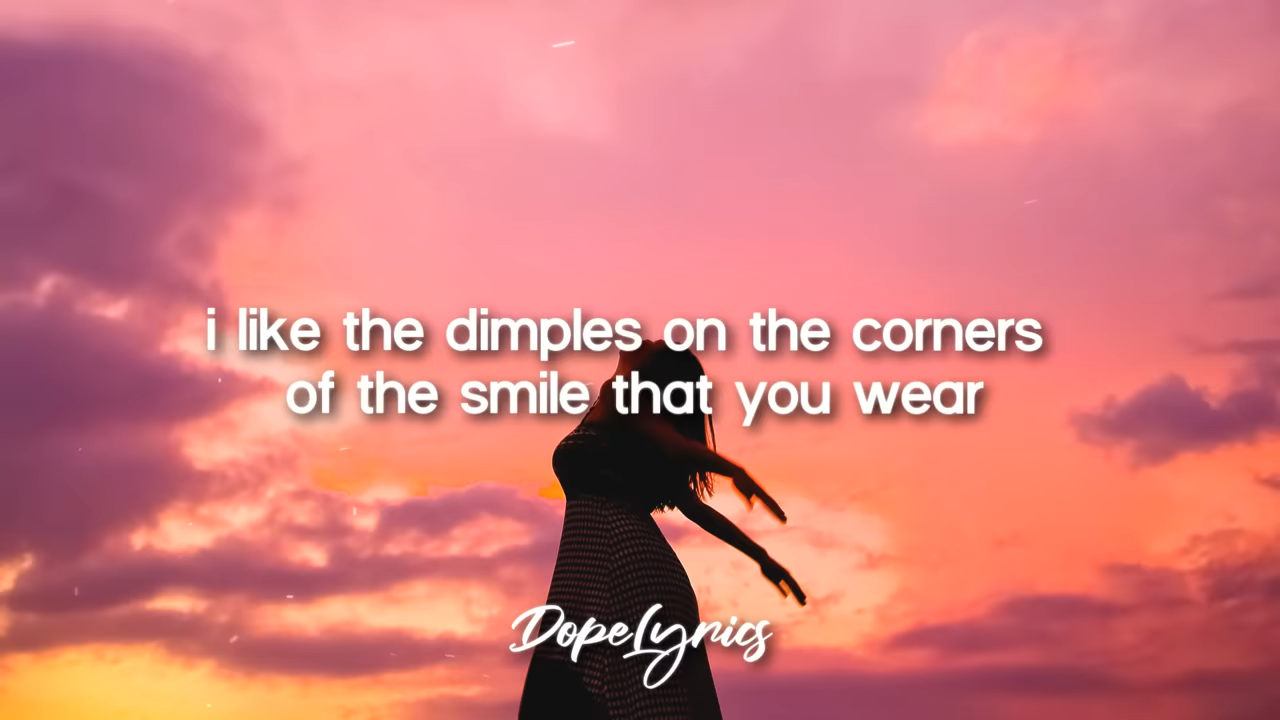 i like the dimples on the corners
of the smile that you wear
DopeLyrics